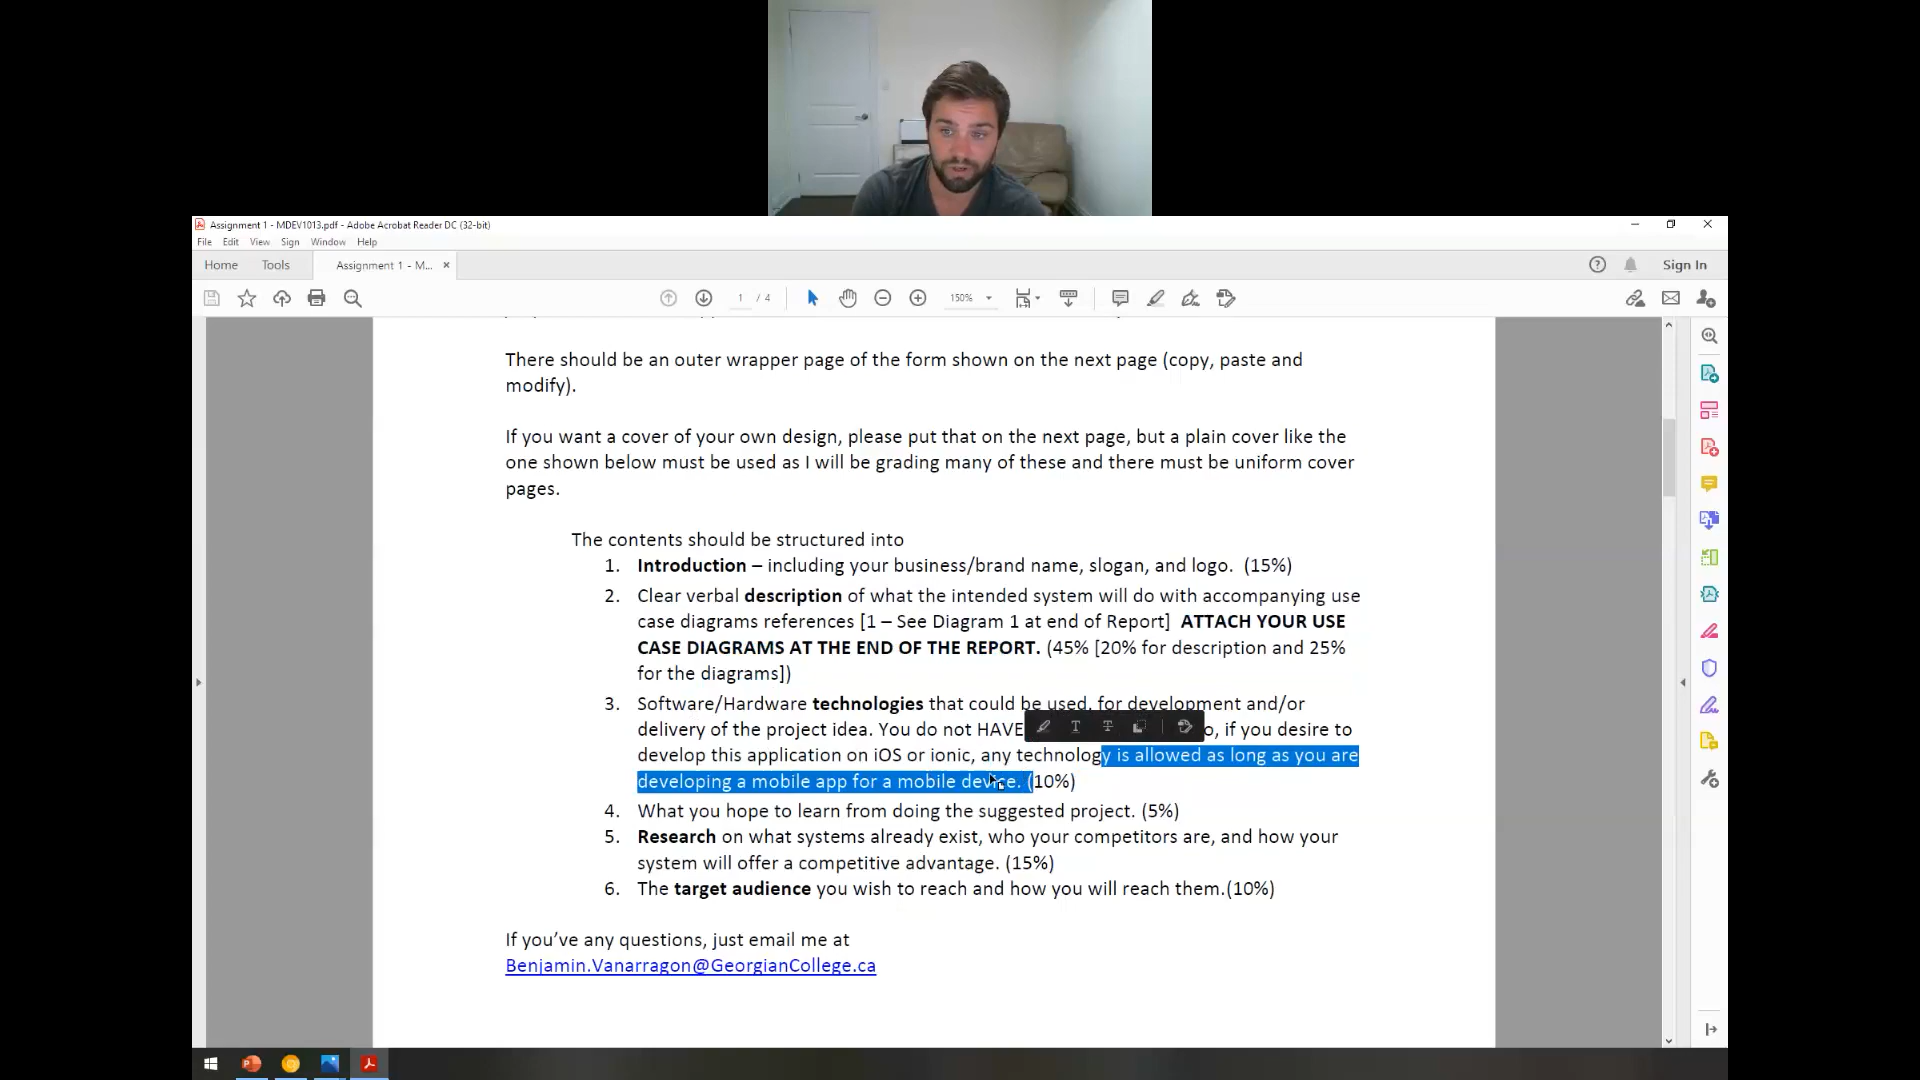 Assignment 1 - MDEV1013.pdf - Adobe Acrobat Reader DC (32-bit)
File Edit View Sign Window Help
Home Tools Assignment 1 - M... × Sign In
1 / 4 150%
There should be an outer wrapper page of the form shown on the next page (copy, paste and
modify).
If you want a cover of your own design, please put that on the next page, but a plain cover like the
one shown below must be used as I will be grading many of these and there must be uniform cover
pages.
The contents should be structured into
1. Introduction – including your business/brand name, slogan, and logo. (15%)
2. Clear verbal description of what the intended system will do with accompanying use
case diagrams references [1 – See Diagram 1 at end of Report] ATTACH YOUR USE
CASE DIAGRAMS AT THE END OF THE REPORT. (45% [20% for description and 25%
for the diagrams])
3. Software/Hardware technologies that could be used, for development and/or
delivery of the project idea. You do not HAVE o, if you desire to
develop this application on iOS or ionic, any technology is allowed as long as you are
developing a mobile app for a mobile device. (10%)
4. What you hope to learn from doing the suggested project. (5%)
5. Research on what systems already exist, who your competitors are, and how your
system will offer a competitive advantage. (15%)
6. The target audience you wish to reach and how you will reach them.(10%)
If you’ve any questions, just email me at
Benjamin.Vanarragon@GeorgianCollege.ca